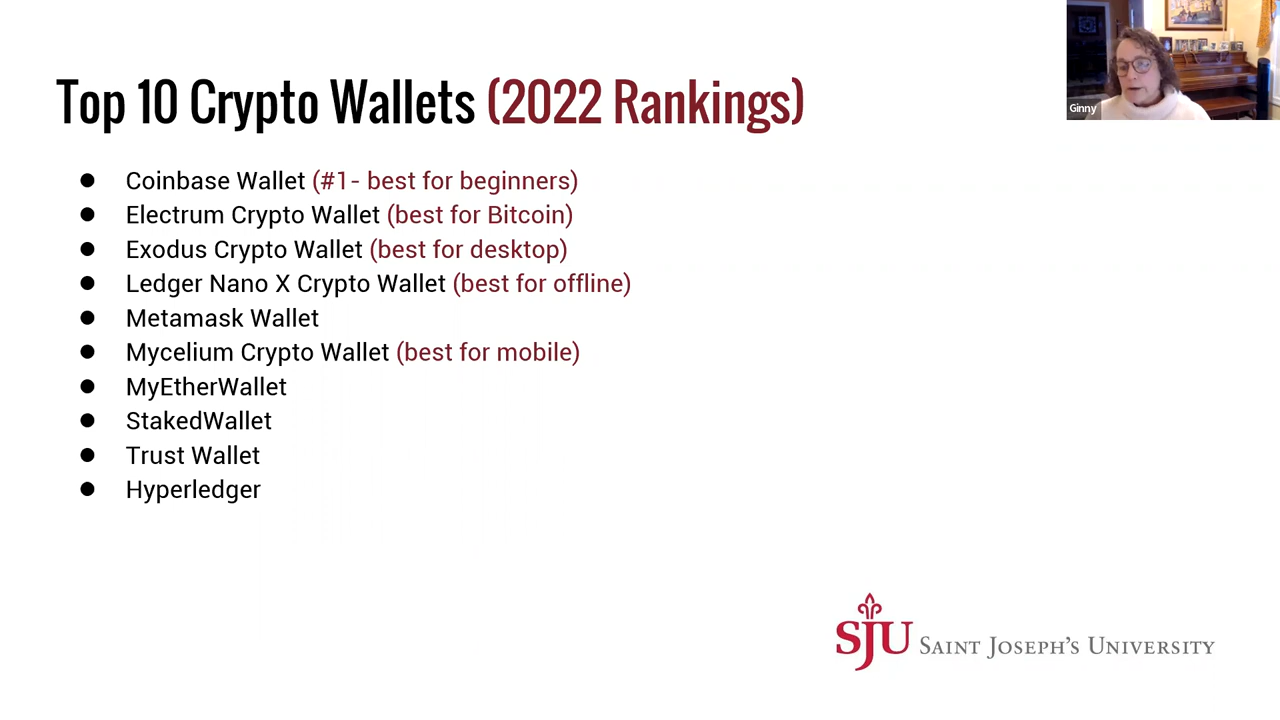 Top 10 Crypto Wallets (2022 Rankings)
Ginny
● Coinbase Wallet (#1- best for beginners)
● Electrum Crypto Wallet (best for Bitcoin)
● Exodus Crypto Wallet (best for desktop)
● Ledger Nano X Crypto Wallet (best for offline)
● Metamask Wallet
● Mycelium Crypto Wallet (best for mobile)
● MyEtherWallet
● StakedWallet
● Trust Wallet
● Hyperledger
SJU SAINT JOSEPH'S UNIVERSITY